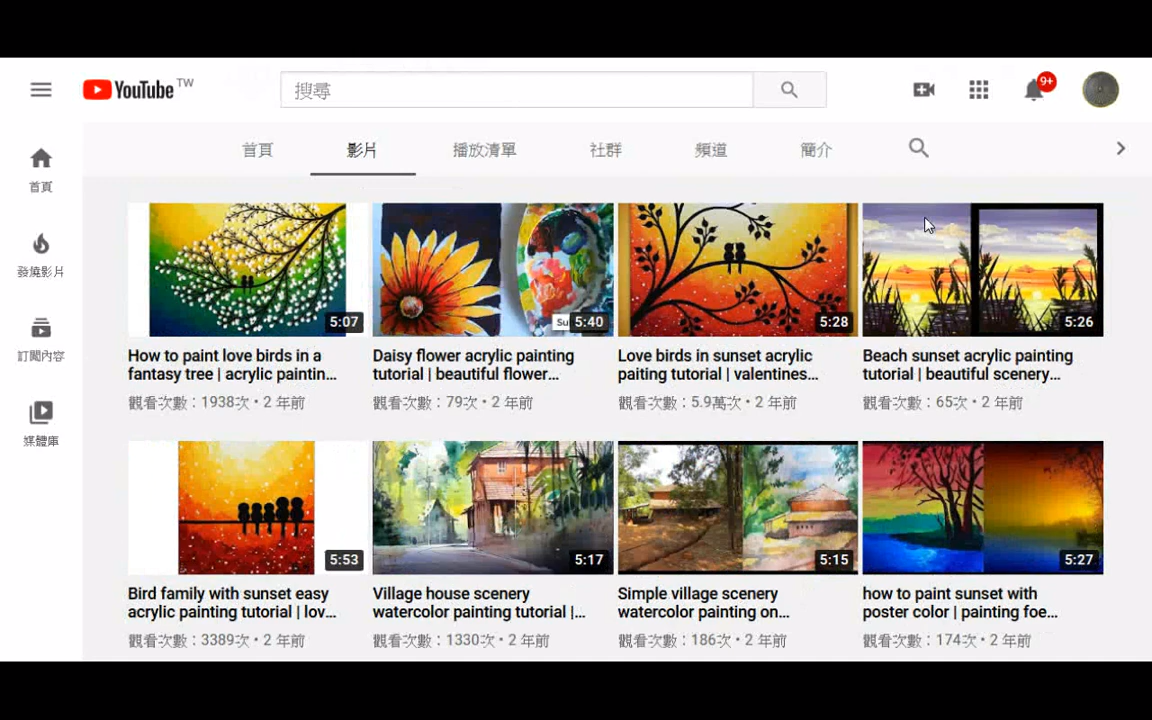 YouTube TW
搜尋
9+
首頁 影片 播放清單 社群 頻道 簡介
首頁
發燒影片
訂閱內容
媒體庫
5:07
Su 5:40
5:28
5:26
How to paint love birds in a
fantasy tree | acrylic paintin...
觀看次數：1938次 • 2 年前
Daisy flower acrylic painting
tutorial | beautiful flower...
觀看次數：79次 • 2 年前
Love birds in sunset acrylic
paiting tutorial | valentines...
觀看次數：5.9萬次 • 2 年前
Beach sunset acrylic painting
tutorial | beautiful scenery...
觀看次數：65次 • 2 年前
5:53
5:17
5:15
5:27
Bird family with sunset easy
acrylic painting tutorial | lov...
觀看次數：3389次 • 2 年前
Village house scenery
watercolor painting tutorial |...
觀看次數：1330次 • 2 年前
Simple village scenery
watercolor painting on...
觀看次數：186次 • 2 年前
how to paint sunset with
poster color | painting foe...
觀看次數：174次 • 2 年前